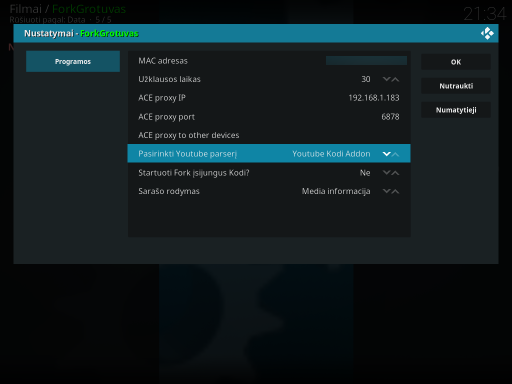 Filmai / ForkGrotuvas
Rūšiuoti pagal: Data · 5 / 5
21:34
Nustatymai - ForkGrotuvas
Programos
MAC adresas
Užklausos laikas 30
ACE proxy IP 192.168.1.183
ACE proxy port 6878
ACE proxy to other devices
Pasirinkti Youtube parserį Youtube Kodi Addon
Startuoti Fork įsijungus Kodi? Ne
Sarašo rodymas Media informacija
OK
Nutraukti
Numatytieji